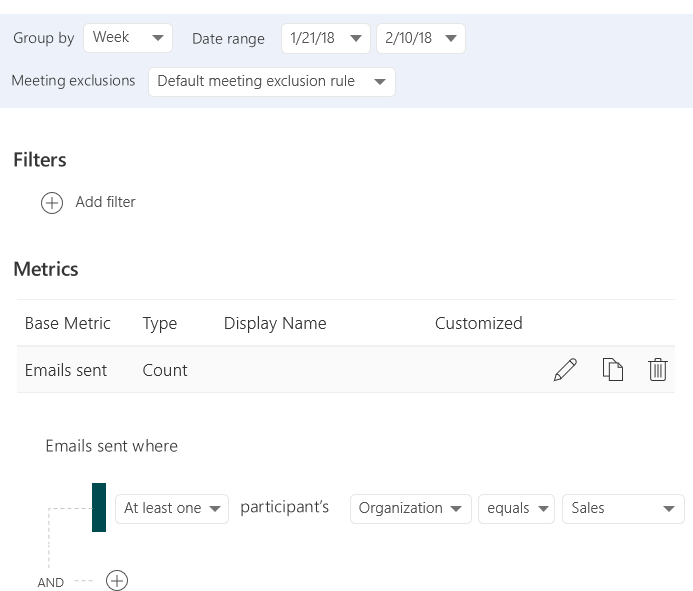 Group by Week Date range 1/21/18 2/10/18
Meeting exclusions Default meeting exclusion rule
Filters
Add filter
Metrics
Base Metric Type Display Name Customized
Emails sent Count
Emails sent where
At least one participant's Organization equals Sales
AND